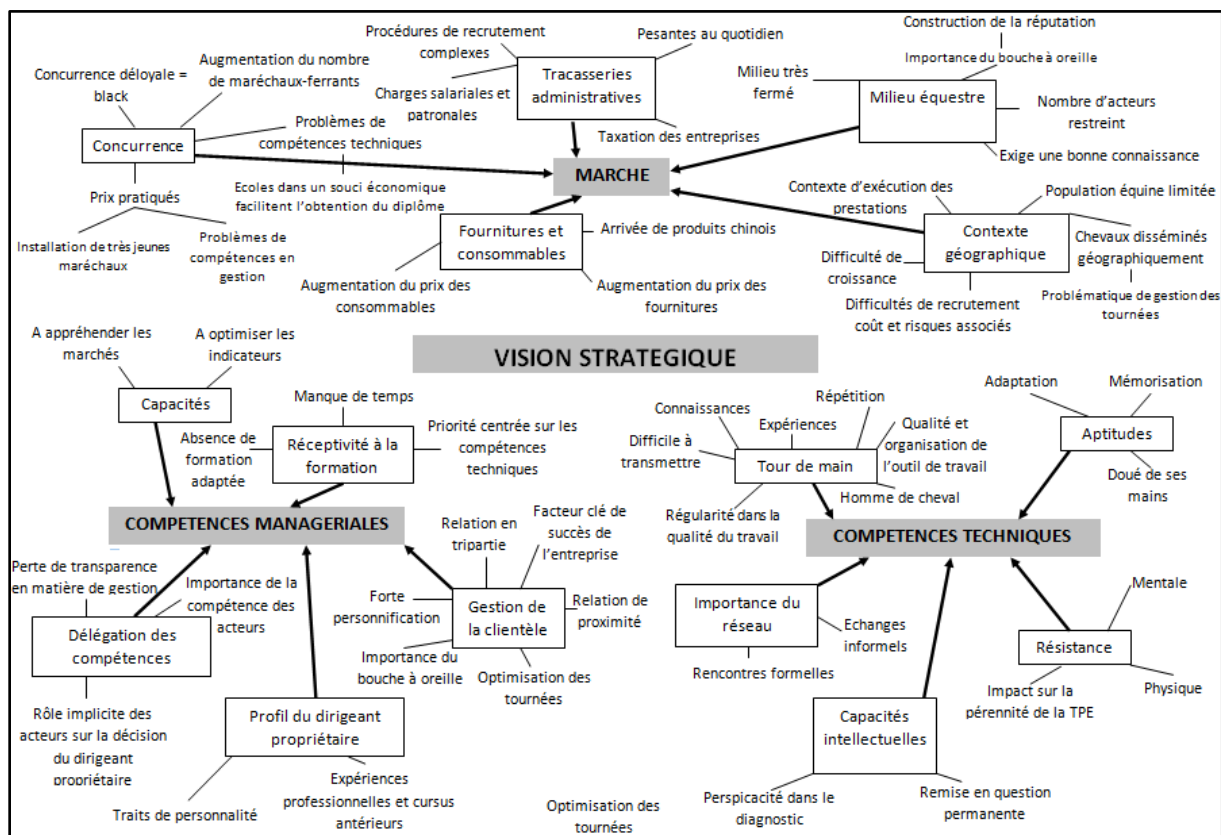 Construction de la réputation
Procédures de recrutement
complexes
Pesantes au quotidien
Importance du bouche à oreille
Augmentation du nombre
de maréchaux-ferrants
Concurrence déloyale =
black
Tracasseries
administratives
Milieu très
fermé
Milieu équestre
Charges salariales et
patronales
Nombre d'acteurs
restreint
Problèmes de
compétences techniques
Taxation des entreprises
Concurrence
Exige une bonne connaissance
MARCHE
Prix pratiqués
Ecoles dans un souci économique
facilitent l'obtention du diplôme
Contexte d'exécution des
prestations
Population équine limitée
Installation de très jeunes
maréchaux
Problèmes de
compétences en
gestion
Fournitures et
consommables
Arrivée de produits chinois
Contexte
géographique
Chevaux disséminés
géographiquement
Difficulté de
croissance
Augmentation du prix des
consommables
Augmentation du prix des
fournitures
Difficultés de recrutement
coût et risques associés
Problématique de gestion des
tournées
A appréhender les
marchés
A optimiser les
indicateurs
VISION STRATEGIQUE
Capacités
Manque de temps
Absence de
formation
adaptée
Réceptivité à la
formation
Priorité centrée sur les
compétences
techniques
Connaissances
Expériences
Répétition
Difficile à
transmettre
Tour de main
Qualité et
organisation de
l'outil de travail
Homme de cheval
Régularité dans la
qualité du travail
Adaptation
Mémorisation
Aptitudes
Doué de ses
mains
COMPETENCES MANAGERIALES
COMPETENCES TECHNIQUES
Perte de transparence
en matière de gestion
Importance de la
compétence des
acteurs
Délégation des
compétences
Rôle implicite des
acteurs sur la décision
du dirigeant
propriétaire
Relation en
tripartie
Facteur clé de
succès de
l'entreprise
Forte
personnification
Gestion de
la clientèle
Relation de
proximité
Importance du
bouche à oreille
Optimisation des
tournées
Profil du dirigeant
propriétaire
Traits de personnalité
Expériences
professionnelles et cursus
antérieurs
Importance du
réseau
Echanges
informels
Rencontres formelles
Mentale
Résistance
Physique
Impact sur la
pérennité de la TPE
Capacités
intellectuelles
Perspicacité dans le
diagnostic
Remise en question
permanente
Optimisation des
tournées